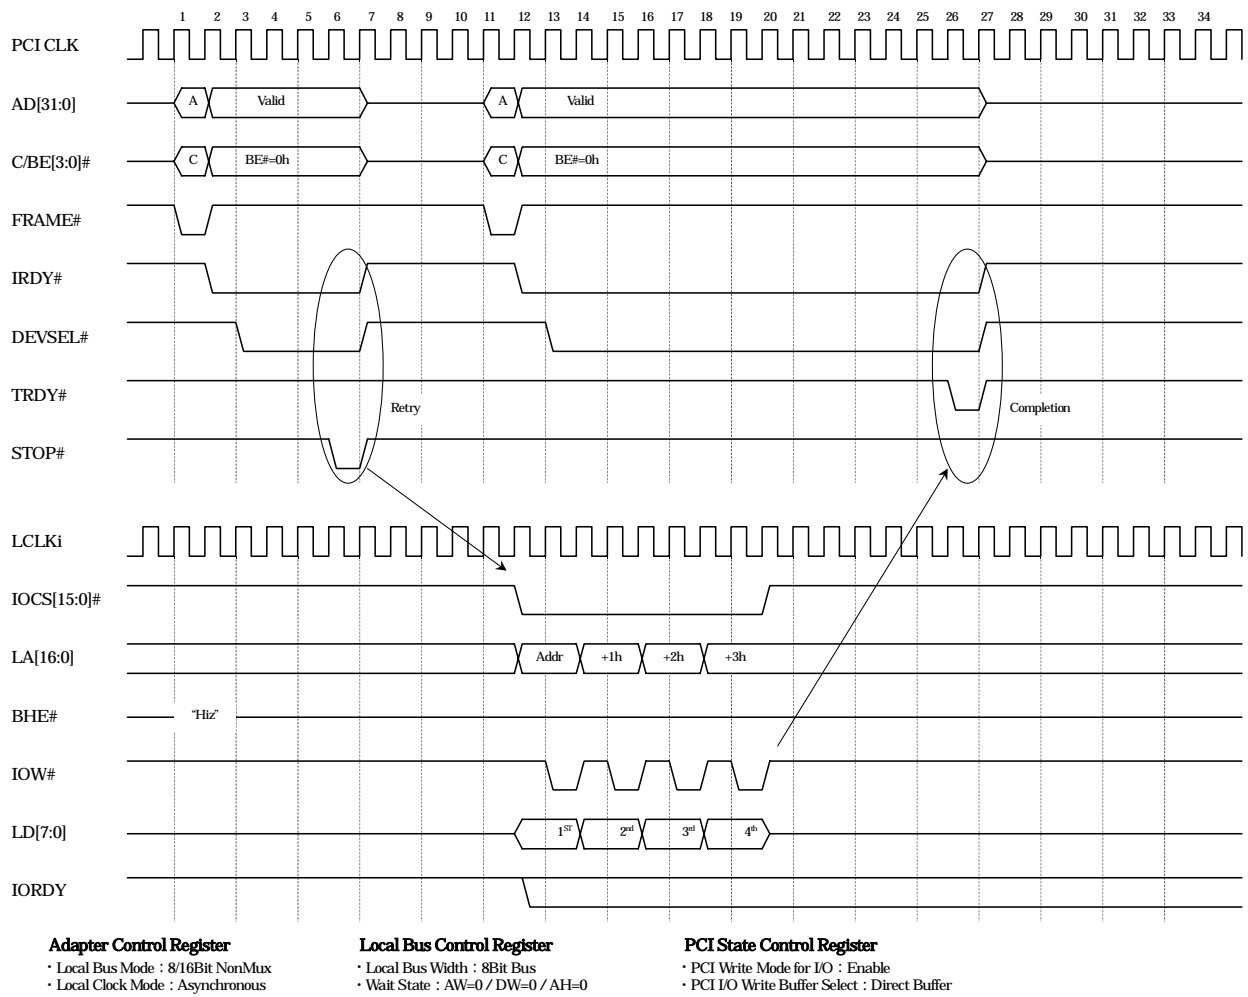 1 2 3 4 5 6 7 8 9 10 11 12 13 14 15 16 17 18 19 20 21 22 23 24 25 26 27 28 29 30 31 32 33 34
PCI CLK
AD[31:0] A Valid A Valid
C/BE[3:0]# C BE#=0h C BE#=0h
FRAME#
IRDY#
DEVSEL#
TRDY#
Retry Completion
STOP#
LCLKi
IOCS[15:0]#
LA[16:0] Addr +1h +2h +3h
BHE# "Hiz"
IOW#
LD[7:0] 1ST 2nd 3rd 4th
IORDY
Adapter Control Register
・Local Bus Mode : 8/16Bit NonMux
・Local Clock Mode : Asynchronous
Local Bus Control Register
・Local Bus Width : 8Bit Bus
・Wait State : AW=0 / DW=0 / AH=0
PCI State Control Register
・PCI Write Mode for I/O : Enable
・PCI I/O Write Buffer Select : Direct Buffer